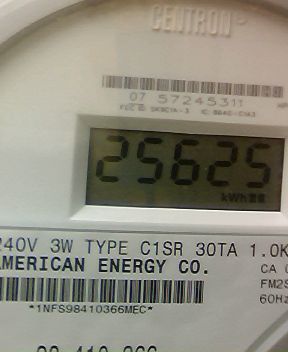 CENTRON
07 57245311
25625
kWh
240V 3W TYPE C1SR 30TA 1.0K
AMERICAN ENERGY CO. CA
FM2S
60Hz
*1NFS98410366MEC*